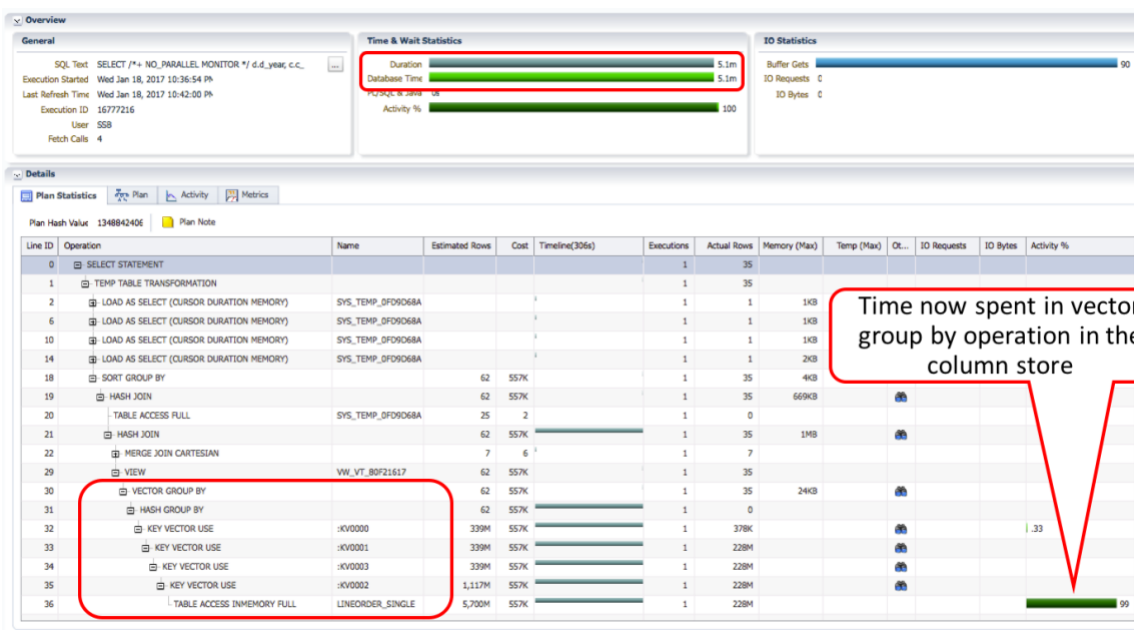 Overview
General
SQL Text SELECT /*+ NO_PARALLEL MONITOR */ d.d_year, c.c_ ...
Execution Started Wed Jan 18, 2017 10:36:54 PM
Last Refresh Time Wed Jan 18, 2017 10:42:00 PM
Execution ID 16777216
User SSB
Fetch Calls 4
Time & Wait Statistics
Duration 5.1m
Database Time 5.1m
PL/SQL & Java 0s
Activity % 100
IO Statistics
Buffer Gets 90
IO Requests 0
IO Bytes 0
Details
Plan Statistics Plan Activity Metrics
Plan Hash Value 1348842406 Plan Note
Line ID Operation Name Estimated Rows Cost Timeline(306s) Executions Actual Rows Memory (Max) Temp (Max) Ot... IO Requests IO Bytes Activity %
0 SELECT STATEMENT 1 35
1 TEMP TABLE TRANSFORMATION 1 35
2 LOAD AS SELECT (CURSOR DURATION MEMORY) SYS_TEMP_0FD9D68A 1 1 1KB
6 LOAD AS SELECT (CURSOR DURATION MEMORY) SYS_TEMP_0FD9D68A 1 1 1KB
10 LOAD AS SELECT (CURSOR DURATION MEMORY) SYS_TEMP_0FD9D68A 1 1 1KB
14 LOAD AS SELECT (CURSOR DURATION MEMORY) SYS_TEMP_0FD9D68A 1 1 2KB
18 SORT GROUP BY 62 557K 1 35 4KB
19 HASH JOIN 62 557K 1 35 669KB
20 TABLE ACCESS FULL SYS_TEMP_0FD9D68A 25 2 1 0
21 HASH JOIN 62 557K 1 35 1MB
22 MERGE JOIN CARTESIAN 7 6 1 7
29 VIEW VW_VT_80F21617 62 557K 1 35
30 VECTOR GROUP BY 62 557K 1 35 24KB
31 HASH GROUP BY 62 557K 1 0
32 KEY VECTOR USE :KV0000 339M 557K 1 378K .33
33 KEY VECTOR USE :KV0001 339M 557K 1 228M
34 KEY VECTOR USE :KV0003 339M 557K 1 228M
35 KEY VECTOR USE :KV0002 1,117M 557K 1 228M
36 TABLE ACCESS INMEMORY FULL LINEORDER_SINGLE 5,700M 557K 1 228M 99
Time now spent in vector
group by operation in the
column store